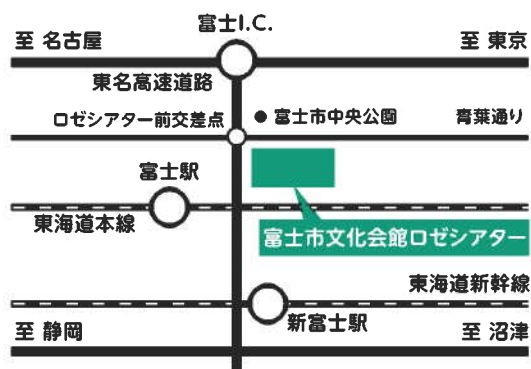 富士I.C.
至 名古屋
至 東京
東名高速道路
ロゼシアター前交差点
富士市中央公園
青葉通り
富士駅
東海道本線
富士市文化会館ロゼシアター
東海道新幹線
新富士駅
至 静岡
至 沼津